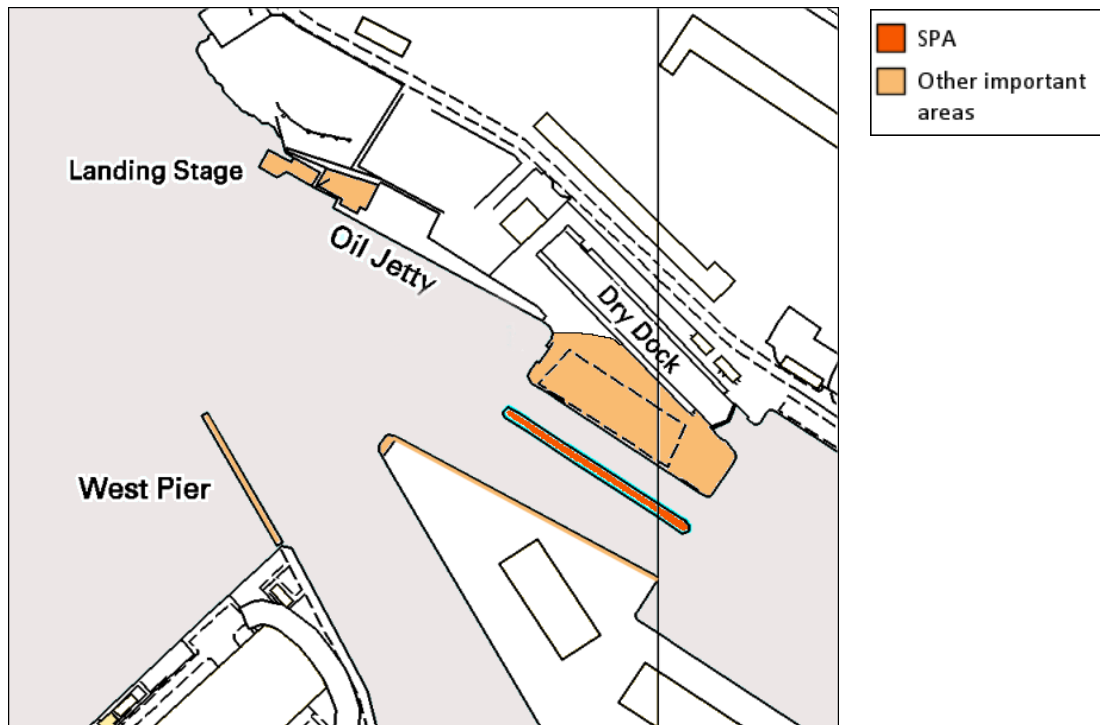 SPA
Other important
areas
Landing Stage
Oil Jetty
Dry Dock
West Pier